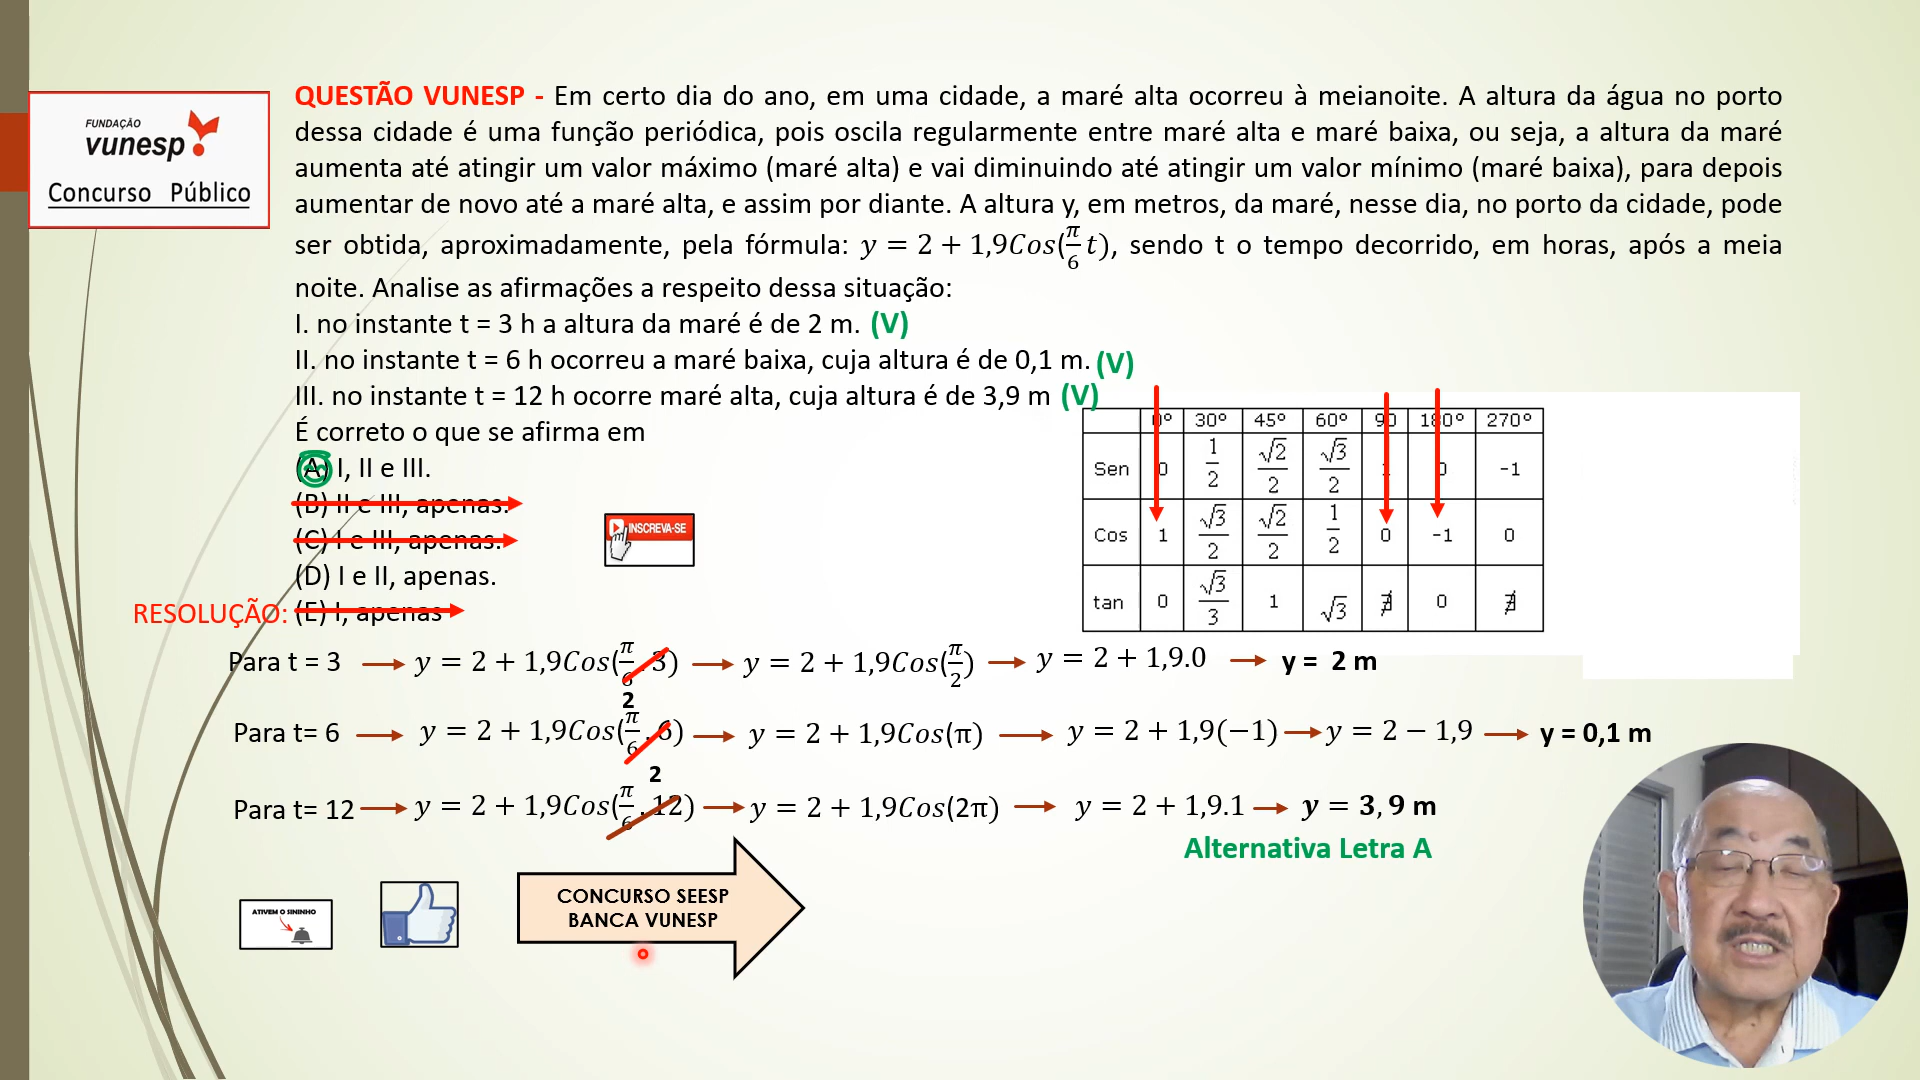 FUNDAÇÃO
vunesp
Concurso Público
QUESTÃO VUNESP - Em certo dia do ano, em uma cidade, a maré alta ocorreu à meianoite. A altura da água no porto
dessa cidade é uma função periódica, pois oscila regularmente entre maré alta e maré baixa, ou seja, a altura da maré
aumenta até atingir um valor máximo (maré alta) e vai diminuindo até atingir um valor mínimo (maré baixa), para depois
aumentar de novo até a maré alta, e assim por diante. A altura y, em metros, da maré, nesse dia, no porto da cidade, pode
ser obtida, aproximadamente, pela fórmula: y = 2 + 1,9Cos(π/6 t), sendo t o tempo decorrido, em horas, após a meia
noite. Analise as afirmações a respeito dessa situação:
I. no instante t = 3 h a altura da maré é de 2 m. (V)
II. no instante t = 6 h ocorreu a maré baixa, cuja altura é de 0,1 m. (V)
III. no instante t = 12 h ocorre maré alta, cuja altura é de 3,9 m (V)
É correto o que se afirma em
(A) I, II e III.
(B) II e III, apenas.
(C) I e III, apenas.
(D) I e II, apenas.
(E) I, apenas
INSCREVA-SE
0º 30º 45º 60º 90 180º 270º
Sen 0 1/2 √2/2 √3/2 1 0 -1
Cos 1 √3/2 √2/2 1/2 0 -1 0
tan 0 √3/3 1 √3 ∄ 0 ∄
RESOLUÇÃO:
Para t = 3 → y = 2 + 1,9Cos(π/6 . 3) → y = 2 + 1,9Cos(π/2) → y = 2 + 1,9.0 → y = 2 m
2
Para t= 6 → y = 2 + 1,9Cos(π/6 . 6) → y = 2 + 1,9Cos(π) → y = 2 + 1,9(−1) → y = 2 − 1,9 → y = 0,1 m
2
Para t= 12 → y = 2 + 1,9Cos(π/6 . 12) → y = 2 + 1,9Cos(2π) → y = 2 + 1,9.1 → y = 3,9 m
Alternativa Letra A
ATIVEM O SININHO
CONCURSO SEESP
BANCA VUNESP